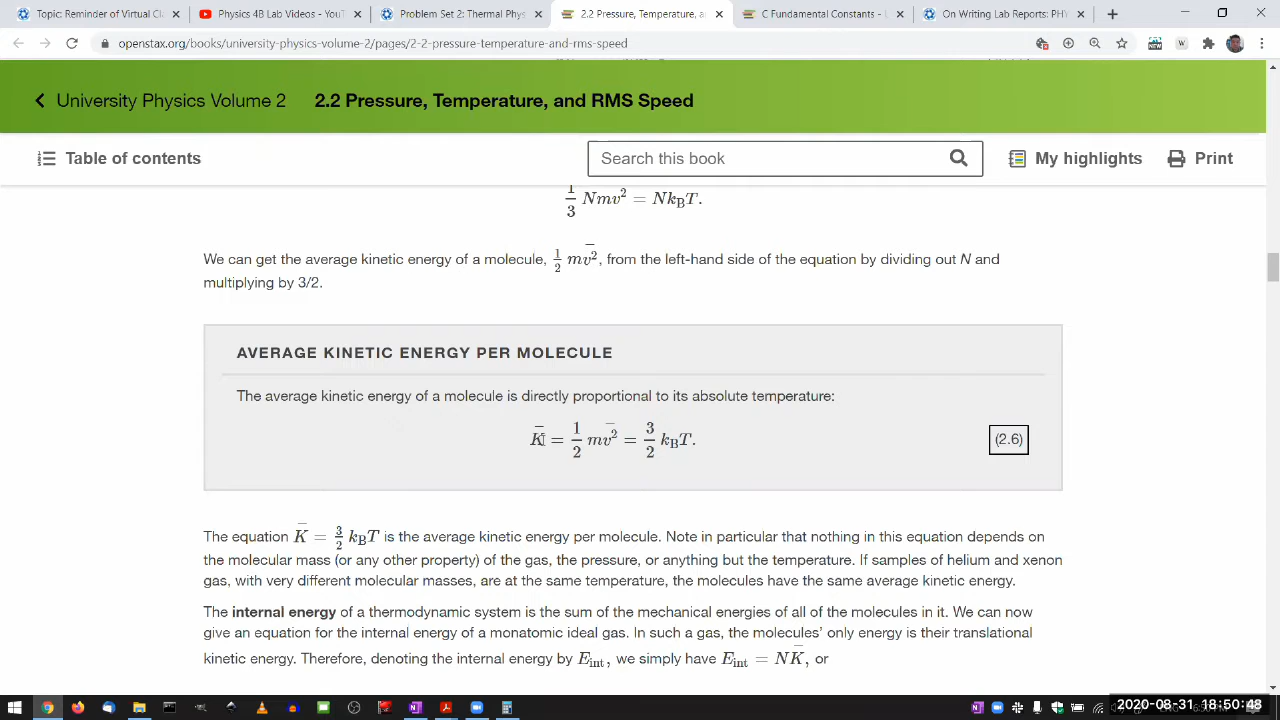 Topic: Reminder of Virtual Cla
Physics 4B Lab Videos - YouT
Problem Set 2: Thermal Phys
2.2 Pressure, Temperature, an
C Fundamental Constants -
On Writing Lab Reports: PHY
openstax.org/books/university-physics-volume-2/pages/2-2-pressure-temperature-and-rms-speed
University Physics Volume 2 2.2 Pressure, Temperature, and RMS Speed
Table of contents
Search this book
My highlights
Print
1/3 Nmv² = Nk_BT.
We can get the average kinetic energy of a molecule, 1/2 mv̅², from the left-hand side of the equation by dividing out N and
multiplying by 3/2.
AVERAGE KINETIC ENERGY PER MOLECULE
The average kinetic energy of a molecule is directly proportional to its absolute temperature:
K̅ = 1/2 mv̅² = 3/2 k_BT. (2.6)
The equation K̅ = 3/2 k_BT is the average kinetic energy per molecule. Note in particular that nothing in this equation depends on
the molecular mass (or any other property) of the gas, the pressure, or anything but the temperature. If samples of helium and xenon
gas, with very different molecular masses, are at the same temperature, the molecules have the same average kinetic energy.
The internal energy of a thermodynamic system is the sum of the mechanical energies of all of the molecules in it. We can now
give an equation for the internal energy of a monatomic ideal gas. In such a gas, the molecules' only energy is their translational
kinetic energy. Therefore, denoting the internal energy by E_int, we simply have E_int = NK̅, or
2020-08-31 18:50:48